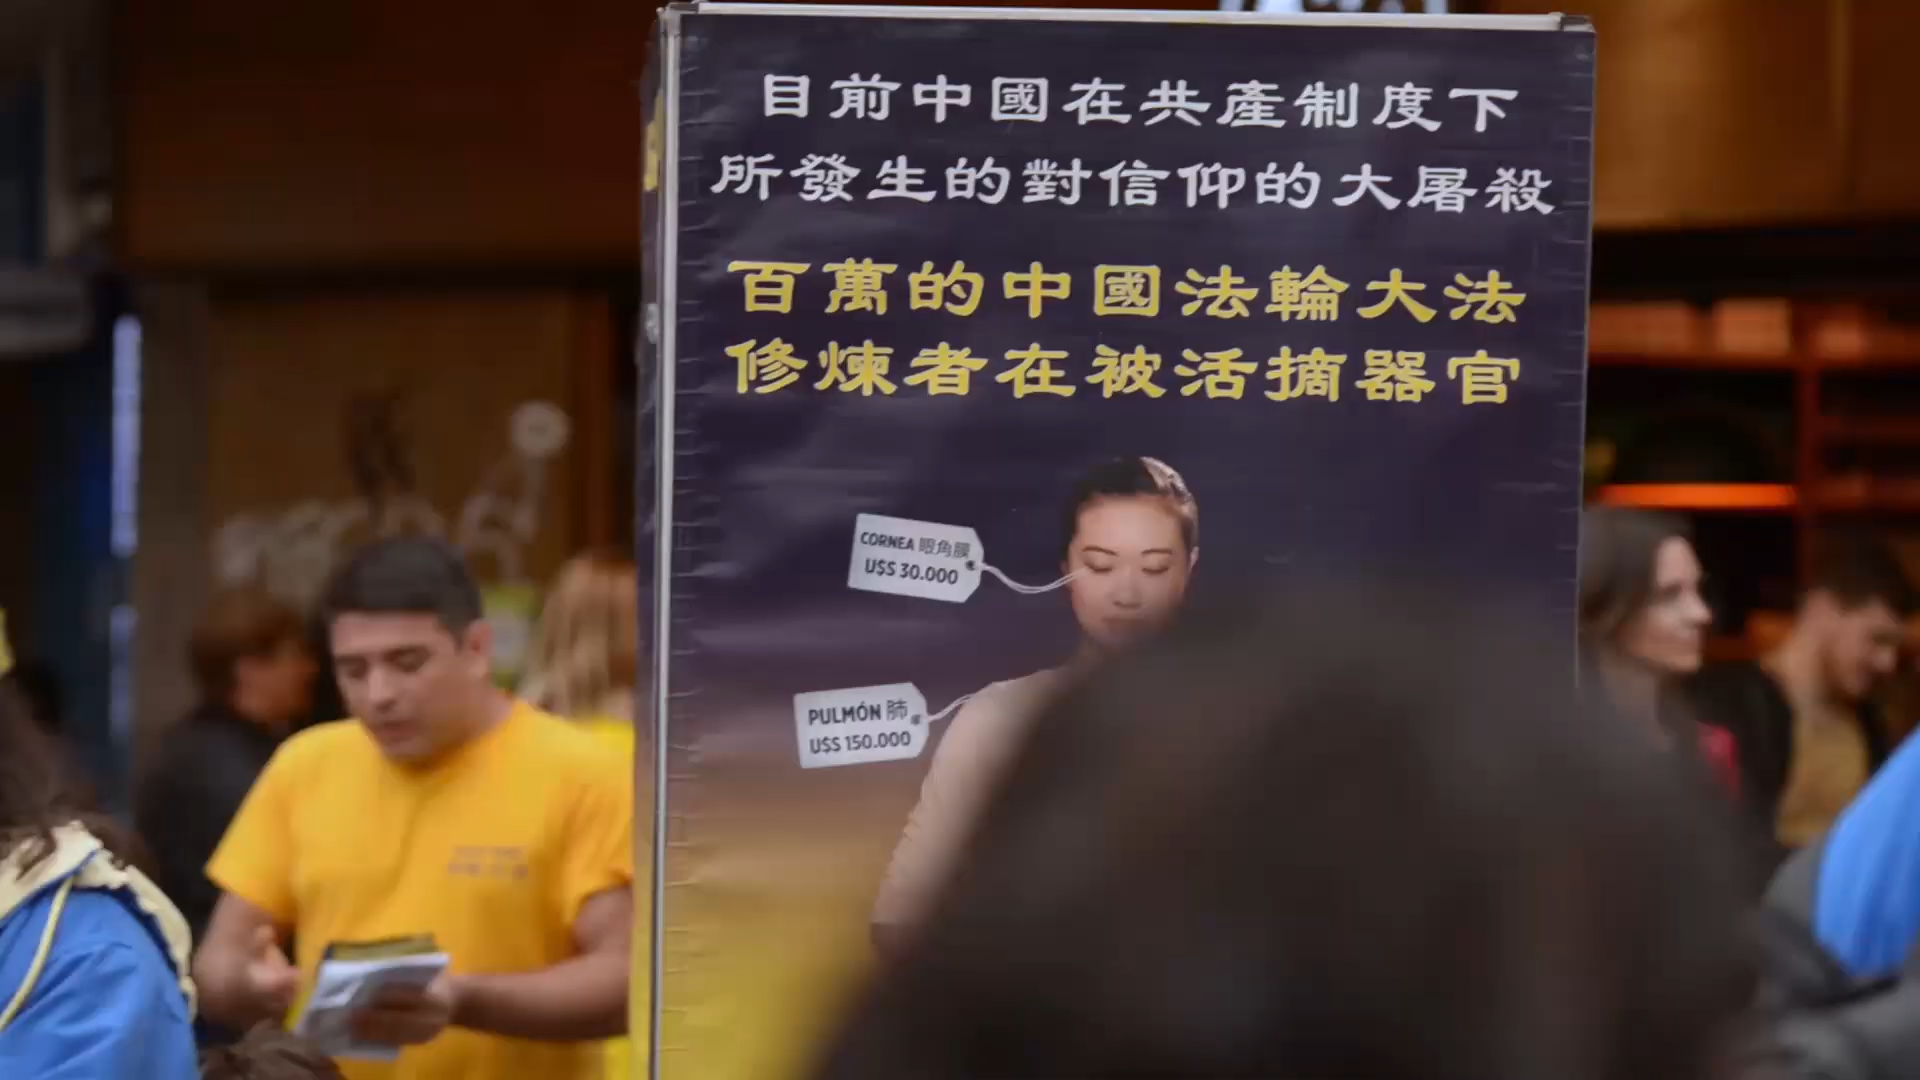 目前中國在共產制度下
所發生的對信仰的大屠殺
百萬的中國法輪大法
修煉者在被活摘器官
CORNEA 眼角膜
U$S 30.000
PULMÓN 肺
U$S 150.000